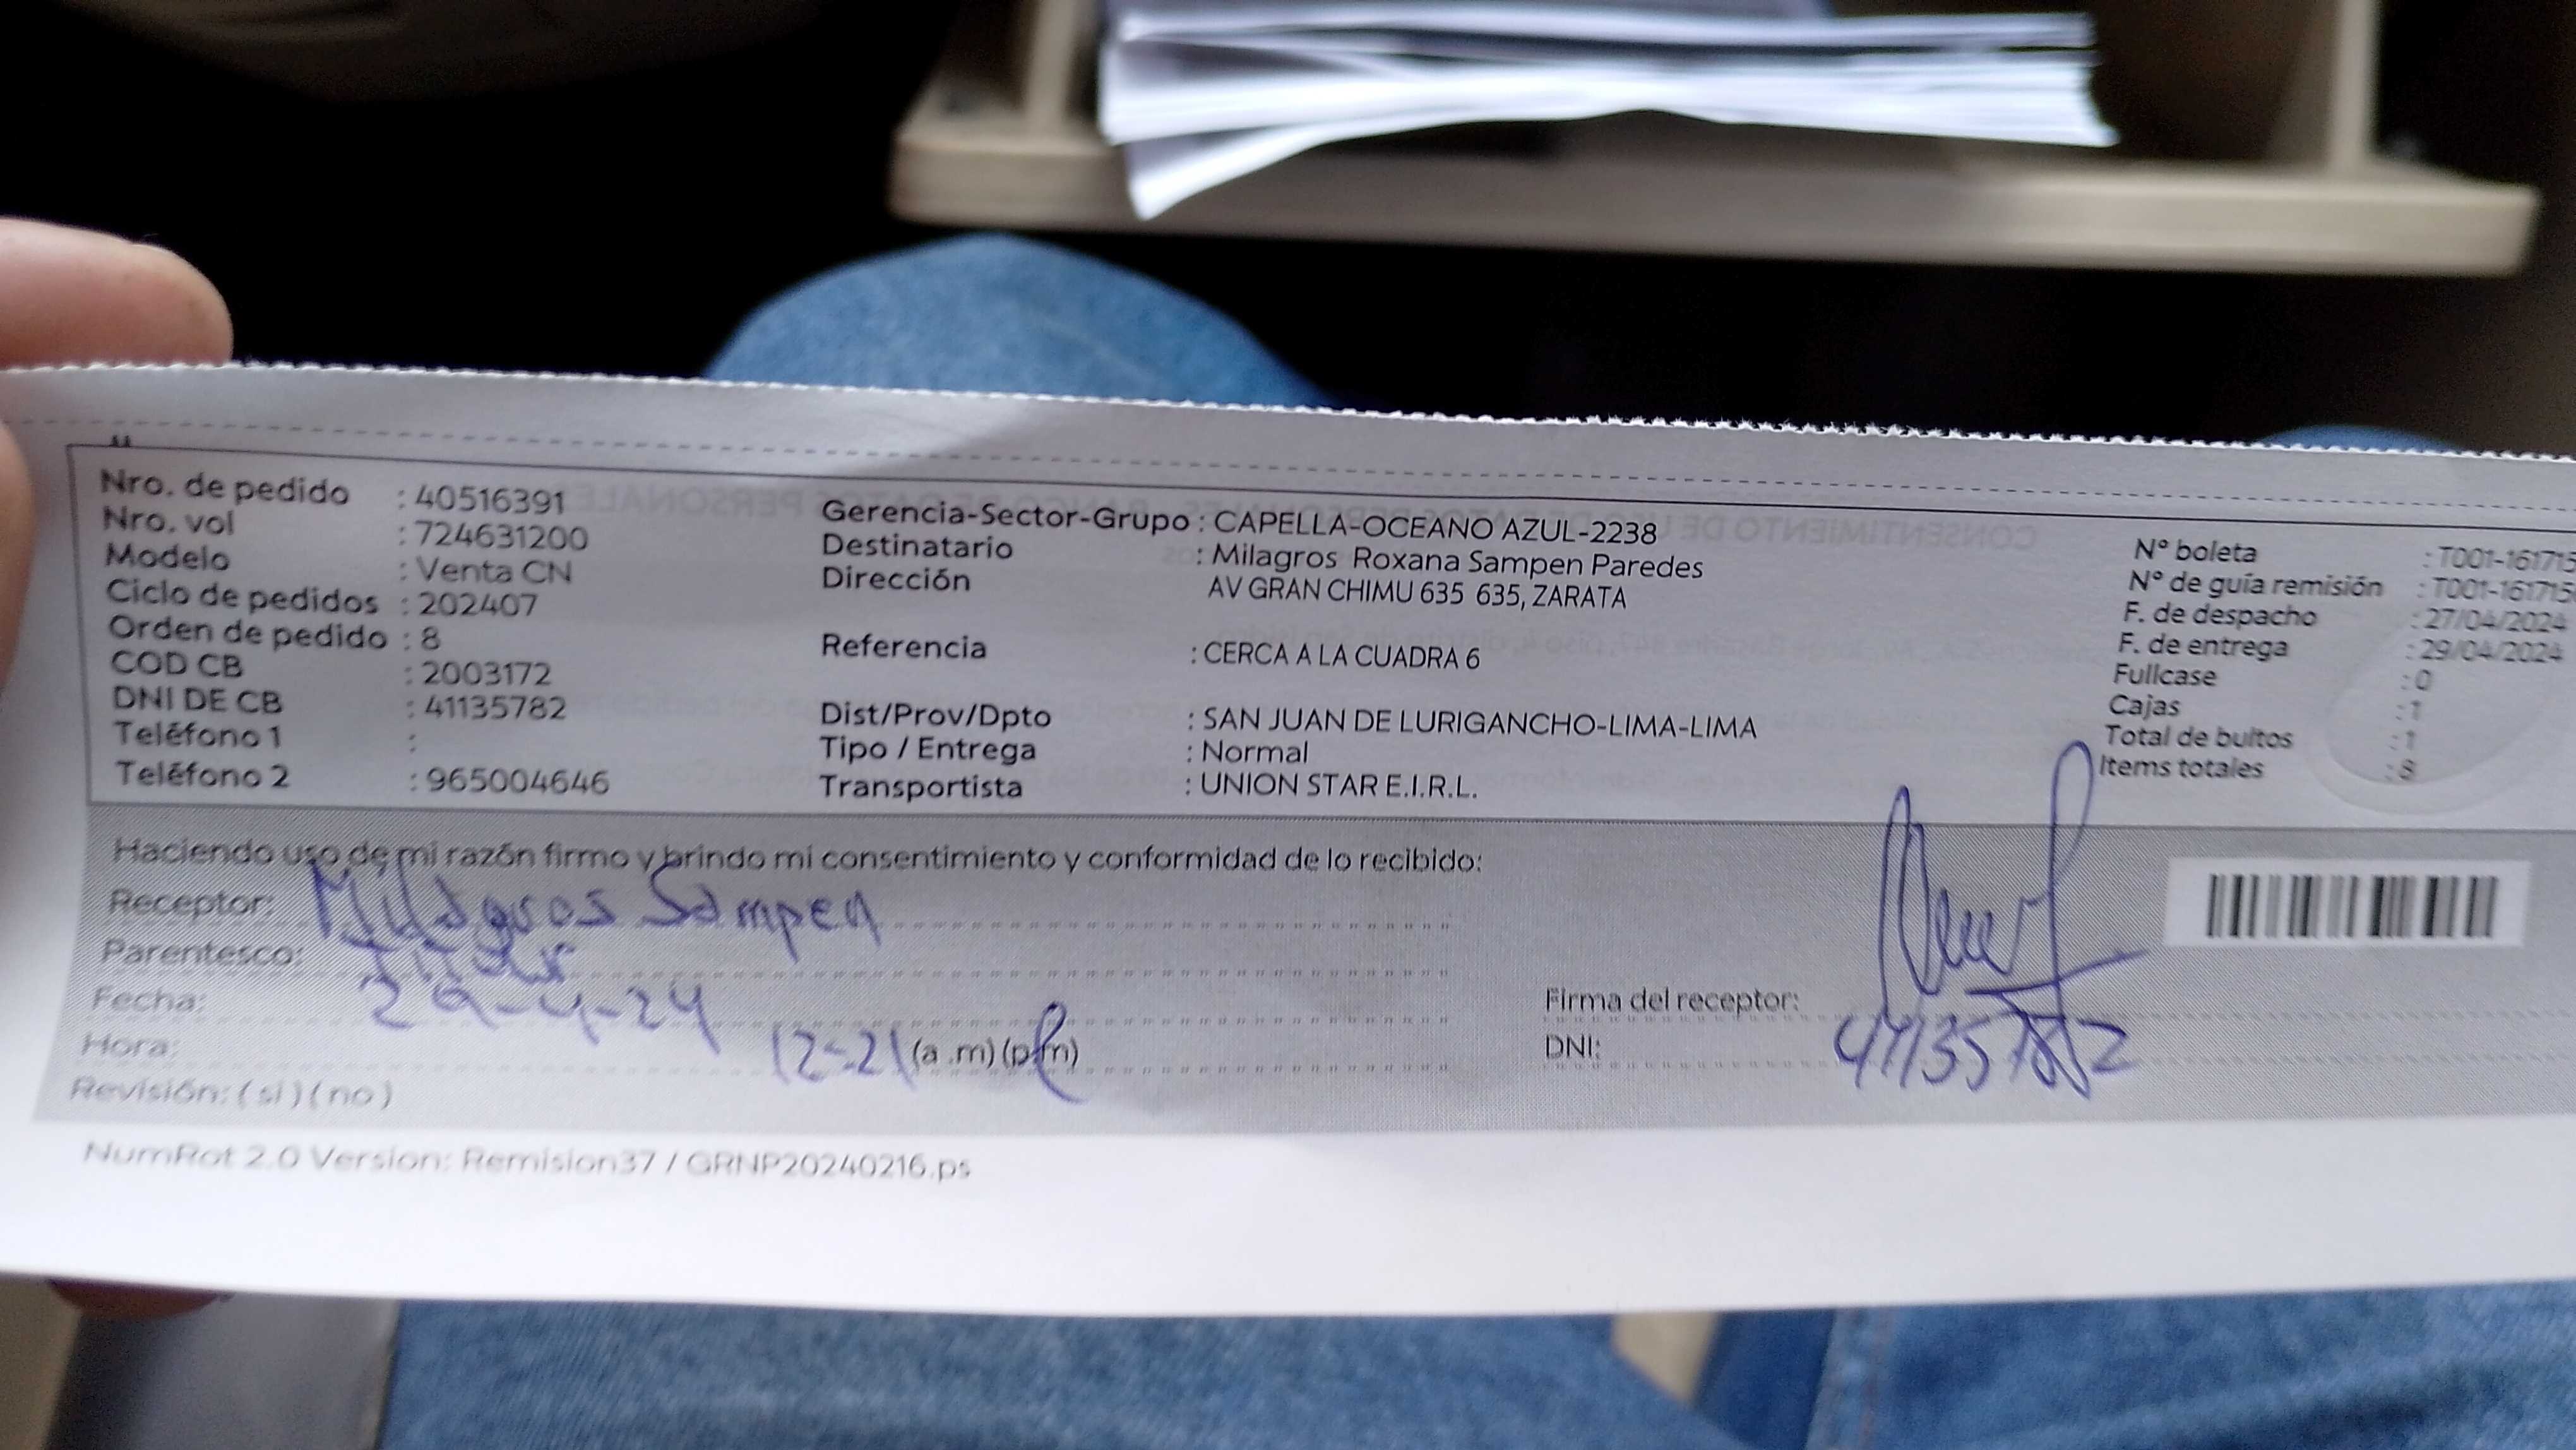 Nro. de pedido : 40516391
Nro. vol : 724631200
Modelo : Venta CN
Ciclo de pedidos : 202407
Orden de pedido : 8
COD CB : 2003172
DNI DE CB : 41135782
Teléfono 1 :
Teléfono 2 : 965004646
Gerencia-Sector-Grupo : CAPELLA-OCEANO AZUL-2238
Destinatario : Milagros Roxana Sampen Paredes
Dirección AV GRAN CHIMU 635 635, ZARATA
Referencia : CERCA A LA CUADRA 6
Dist/Prov/Dpto : SAN JUAN DE LURIGANCHO-LIMA-LIMA
Tipo / Entrega : Normal
Transportista : UNION STAR E.I.R.L.
N° boleta : T001-161715
N° de guía remisión : T001-161715
F. de despacho : 27/04/2024
F. de entrega : 29/04/2024
Fullcase : 0
Cajas : 1
Total de bultos : 1
Items totales : 8
Haciendo uso de mi razón firmo y brindo mi consentimiento y conformidad de lo recibido:
Receptor: Milagros Sampen
Parentesco: Titular
Fecha: 29-4-24
Hora: 12:21 (a .m) (p.m)
Revisión: ( si ) ( no )
Firma del receptor:
DNI: 41135782
NumRot 2.0 Version: Remision37 / GRNP20240216.ps